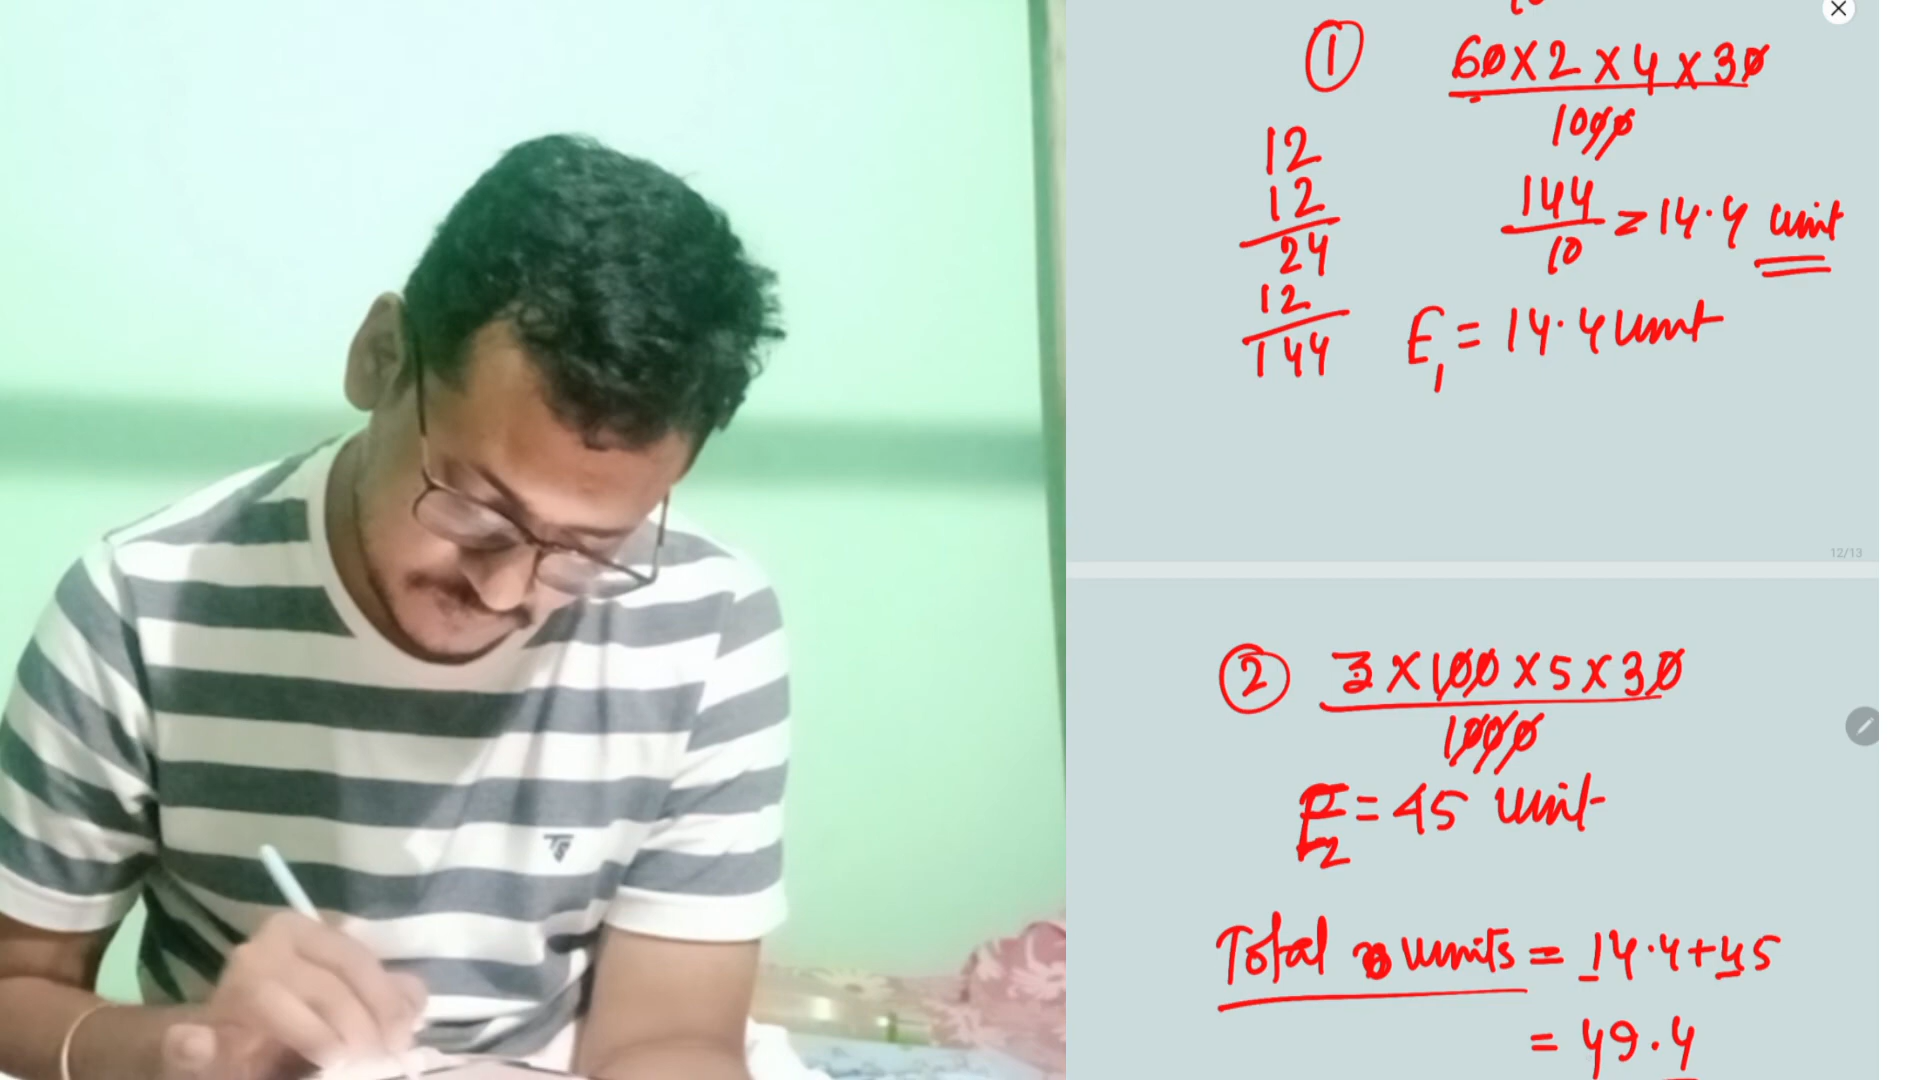 ① 60 x 2 x 4 x 30
1000
12
12
24
12
144
144
10
= 14.4 unit
E1 = 14.4 unit
12/13
② 3 x 100 x 5 x 30
1000
E2 = 45 unit
Total units = 14.4 + 45
= 49.4